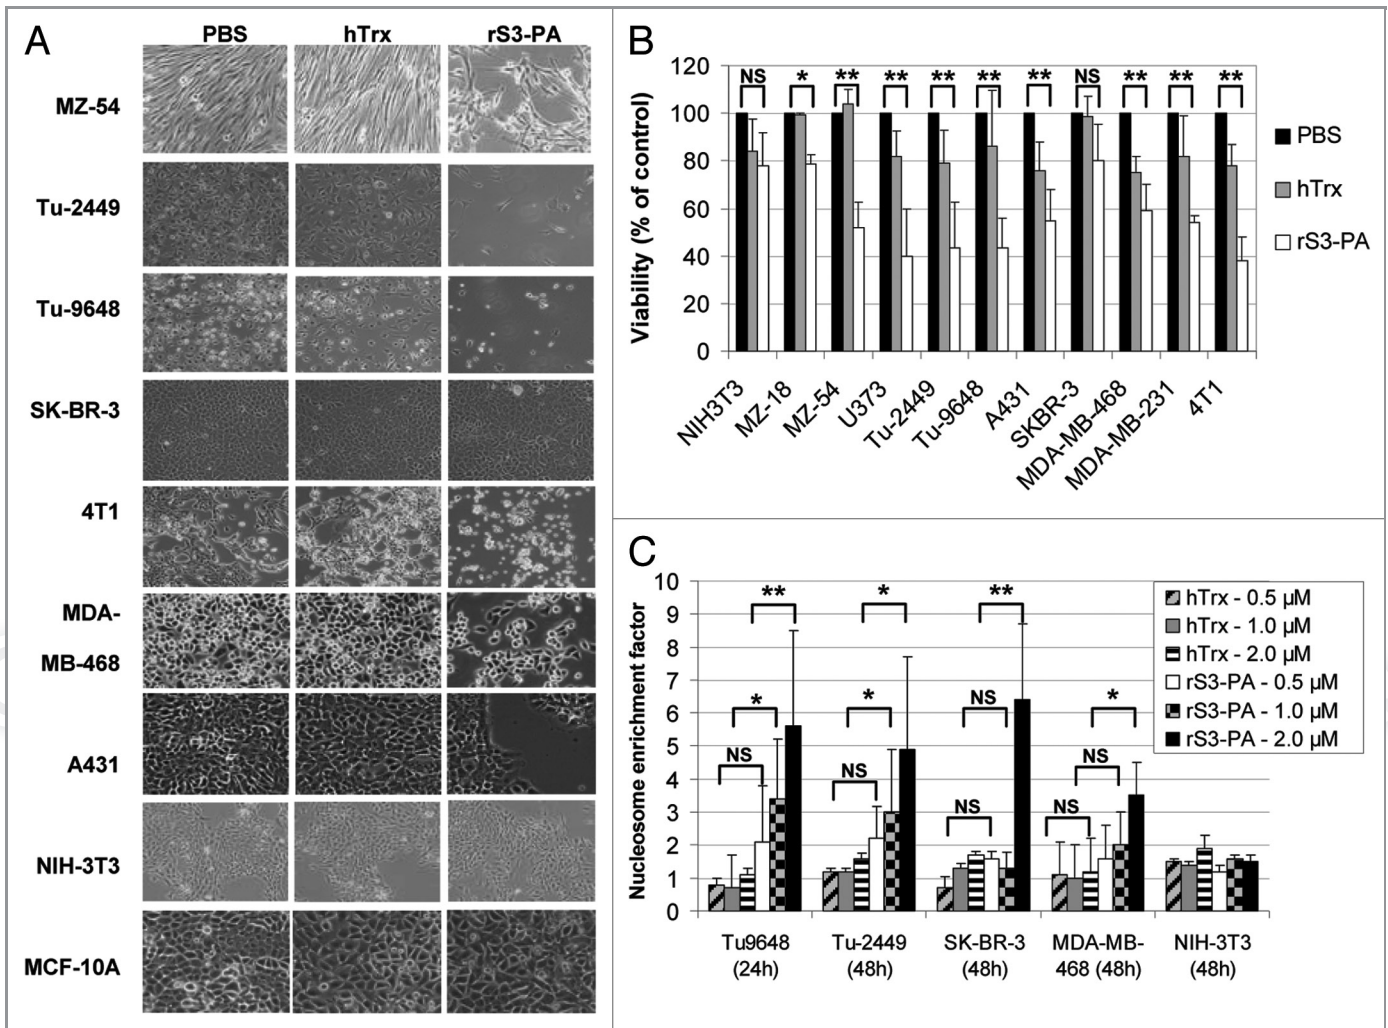 A
PBS hTrx rS3-PA
MZ-54
Tu-2449
Tu-9648
SK-BR-3
4T1
MDA-
MB-468
A431
NIH-3T3
MCF-10A
B
Viability (% of control)
120
100
80
60
40
20
0
NS * ** ** ** ** ** NS ** ** **
PBS
hTrx
rS3-PA
NIH3T3
MZ-18
MZ-54
U373
Tu-2449
Tu-9648
A431
SKBR-3
MDA-MB-468
MDA-MB-231
4T1
C
Nucleosome enrichment factor
10
9
8
7
6
5
4
3
2
1
0
** * **
* * NS *
NS NS NS
NS NS
hTrx - 0.5 µM
hTrx - 1.0 µM
hTrx - 2.0 µM
rS3-PA - 0.5 µM
rS3-PA - 1.0 µM
rS3-PA - 2.0 µM
Tu9648 Tu-2449 SK-BR-3 MDA-MB- NIH-3T3
(24h) (48h) (48h) 468 (48h) (48h)